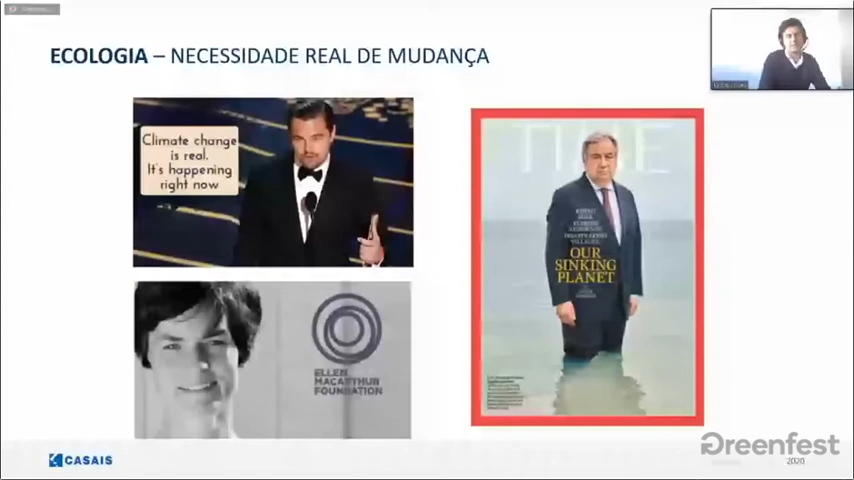 ECOLOGIA – NECESSIDADE REAL DE MUDANÇA
Climate change
is real.
It's happening
right now
TIME
OUR
SINKING
PLANET
ELLEN
MACARTHUR
FOUNDATION
CASAIS
Greenfest
2020